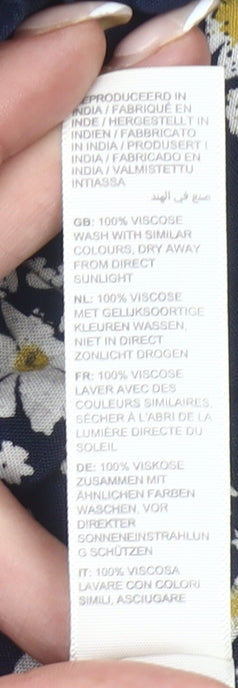 EPRODUCEERD IN
INDIA / FABRIQUÉ EN
INDE / HERGESTELLT IN
INDIEN / FABBRICATO
IN INDIA / PRODUSERT I
INDIA / FABRICADO EN
INDIA / VALMISTETTU
INTIASSA
صنع في الهند
GB: 100% VISCOSE
WASH WITH SIMILAR
COLOURS, DRY AWAY
FROM DIRECT
SUNLIGHT
NL: 100% VISCOSE
MET GELIJKSOORTIGE
KLEUREN WASSEN,
NIET IN DIRECT
ZONLICHT DROGEN
FR: 100% VISCOSE
LAVER AVEC DES
COULEURS SIMILAIRES,
SÉCHER À L'ABRI DE LA
LUMIÈRE DIRECTE DU
SOLEIL
DE: 100% VISKOSE
ZUSAMMEN MIT
ÄHNLICHEN FARBEN
WASCHEN, VOR
DIREKTER
SONNENEINSTRAHLUN
G SCHÜTZEN
IT: 100% VISCOSA
LAVARE CON COLORI
SIMILI, ASCIUGARE